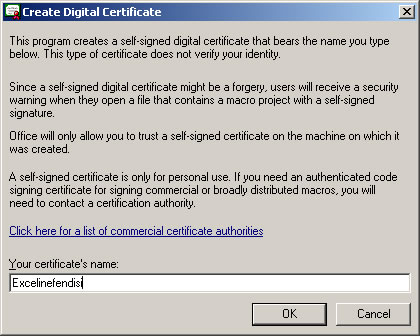 Create Digital Certificate
This program creates a self-signed digital certificate that bears the name you type
below. This type of certificate does not verify your identity.
Since a self-signed digital certificate might be a forgery, users will receive a security
warning when they open a file that contains a macro project with a self-signed
signature.
Office will only allow you to trust a self-signed certificate on the machine on which it
was created.
A self-signed certificate is only for personal use. If you need an authenticated code
signing certificate for signing commercial or broadly distributed macros, you will
need to contact a certification authority.
Click here for a list of commercial certificate authorities
Your certificate's name:
Excelinefendisi
OK Cancel